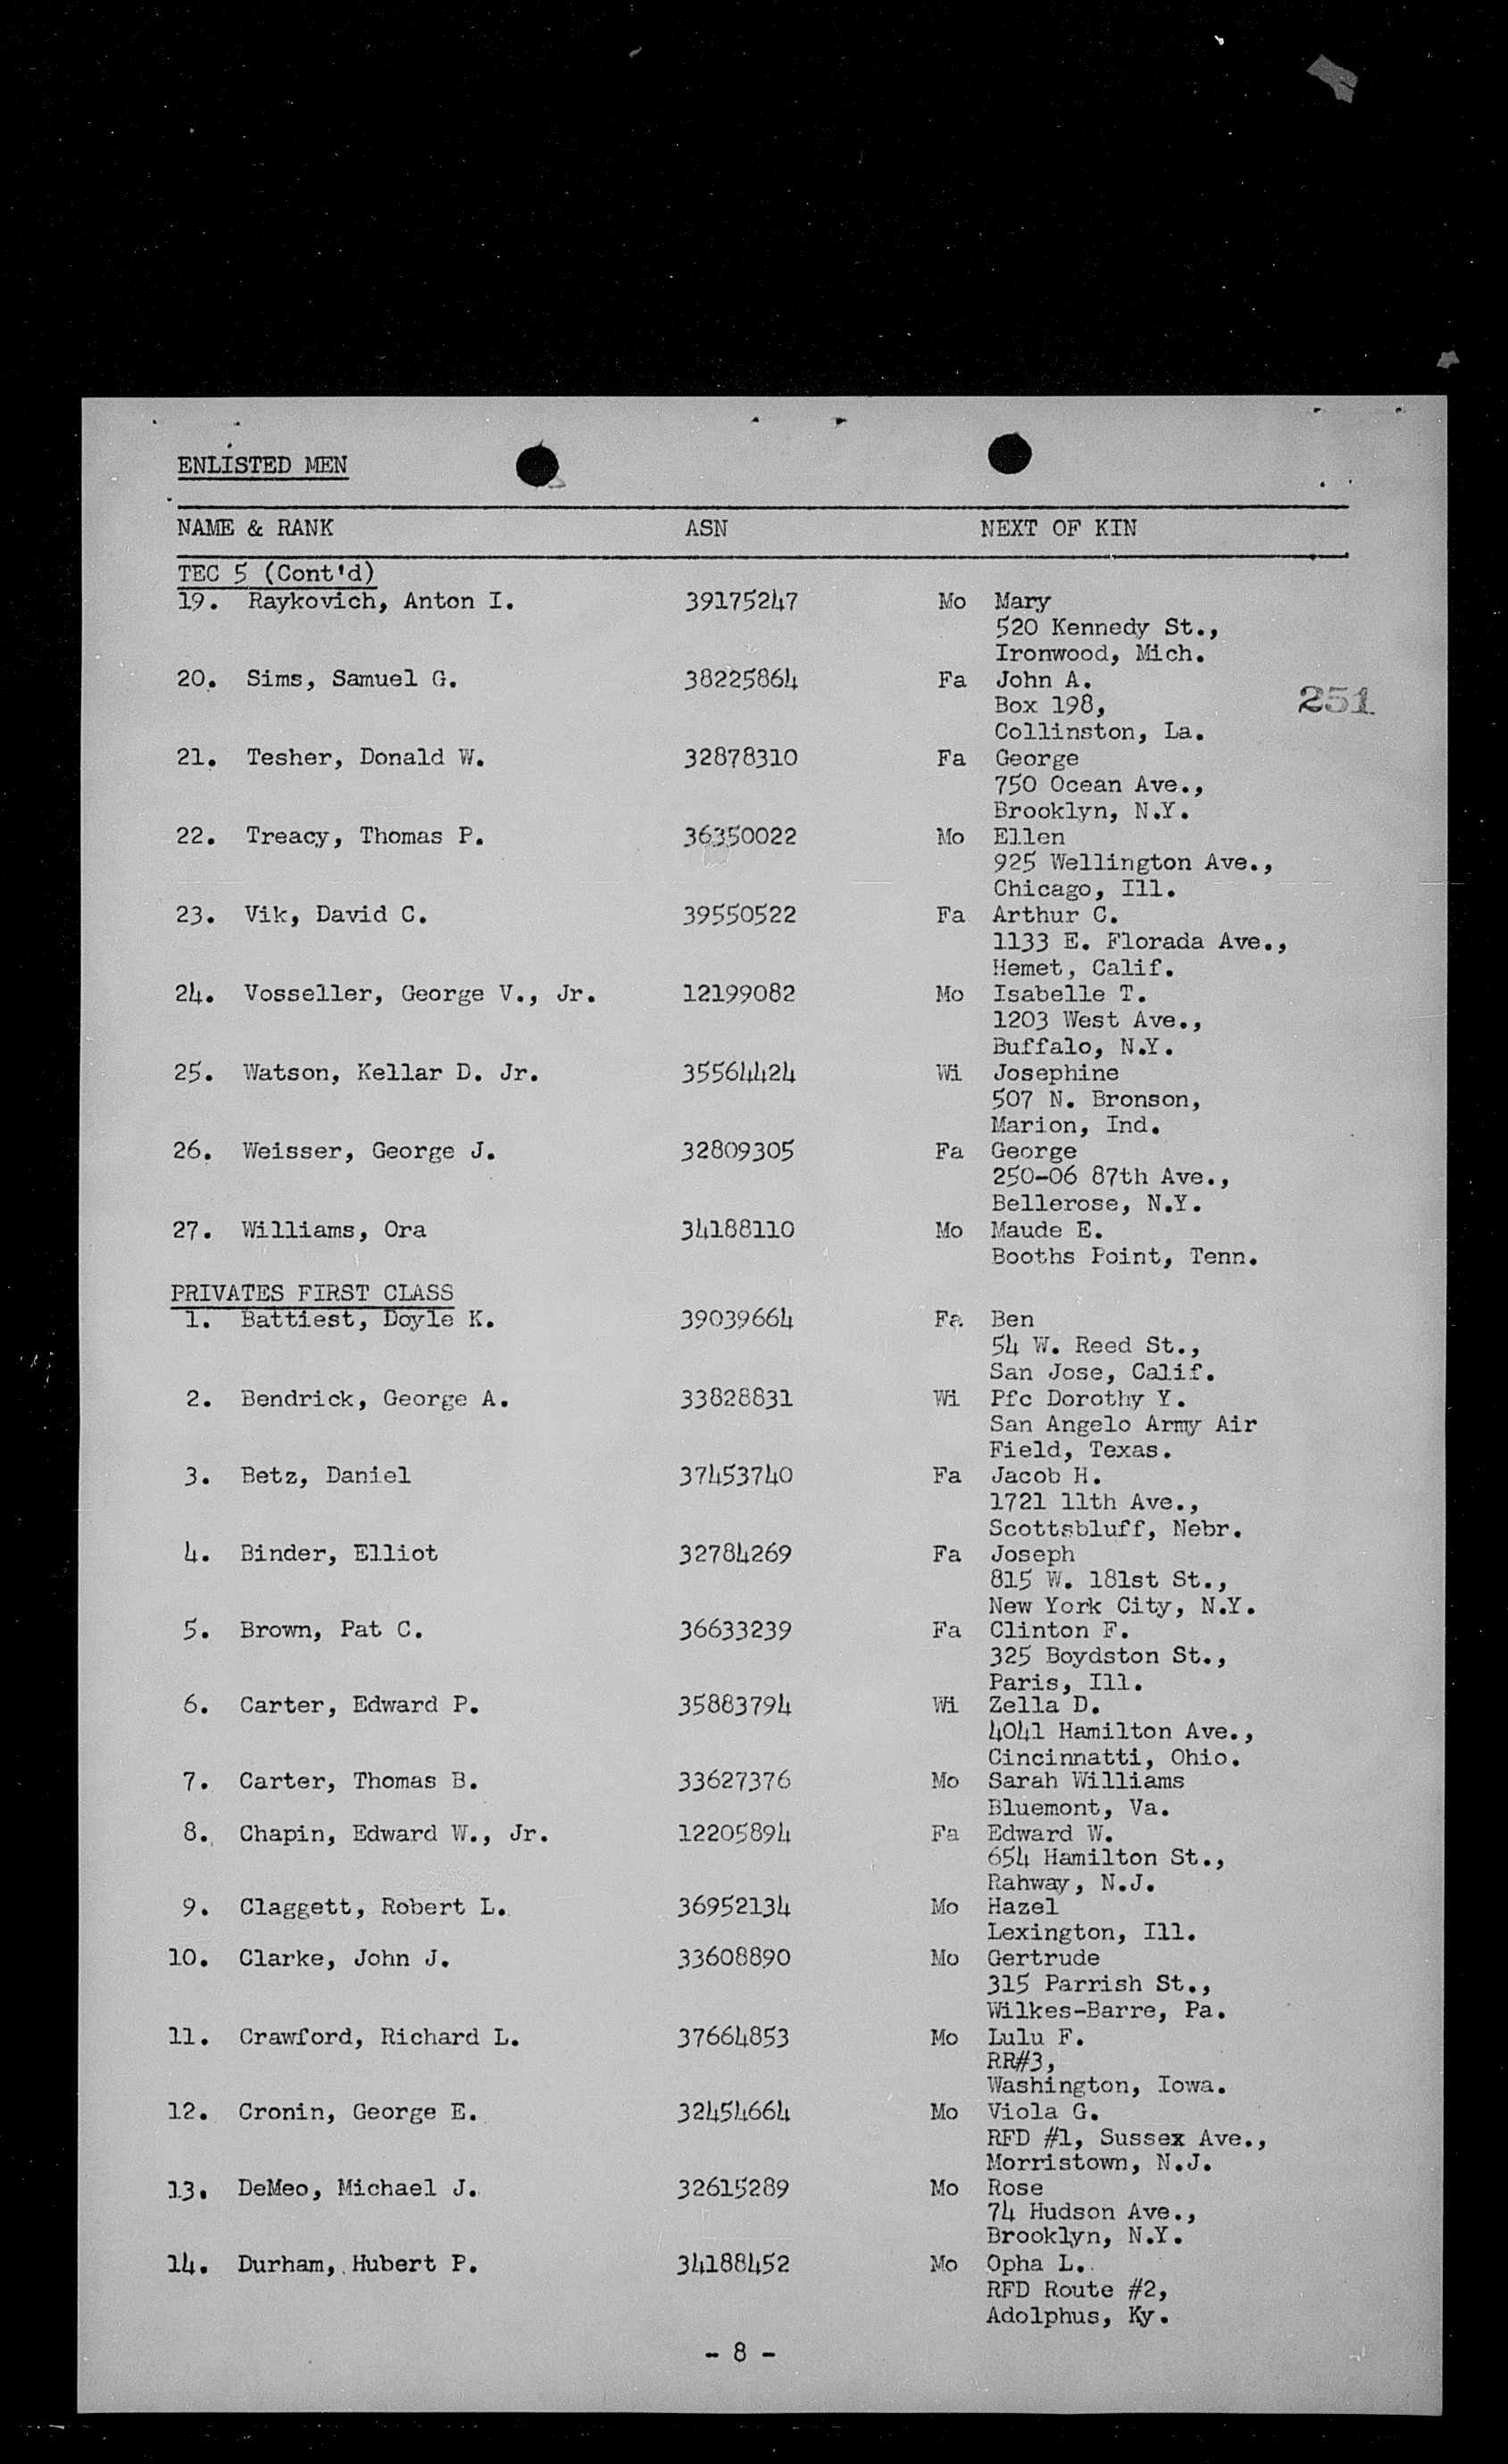 ENLISTED MEN
NAME & RANK ASN NEXT OF KIN
TEC 5 (Cont'd)
19. Raykovich, Anton I. 39175247 Mo Mary
520 Kennedy St.,
Ironwood, Mich.
20. Sims, Samuel G. 38225864 Fa John A.
251
Box 198,
Collinston, La.
21. Tesher, Donald W. 32878310 Fa George
750 Ocean Ave.,
Brooklyn, N.Y.
22. Treacy, Thomas P. 36350022 Mo Ellen
925 Wellington Ave.,
Chicago, Ill.
23. Vik, David C. 39550522 Fa Arthur C.
1133 E. Florada Ave.,
Hemet, Calif.
24. Vosseller, George V., Jr. 12199082 Mo Isabelle T.
1203 West Ave.,
Buffalo, N.Y.
25. Watson, Kellar D. Jr. 35564424 Wi Josephine
507 N. Bronson,
Marion, Ind.
26. Weisser, George J. 32809305 Fa George
250-06 87th Ave.,
Bellerose, N.Y.
27. Williams, Ora 34188110 Mo Maude E.
Booths Point, Tenn.
PRIVATES FIRST CLASS
1. Battiest, Doyle K. 39039664 Fa Ben
54 W. Reed St.,
San Jose, Calif.
2. Bendrick, George A. 33828831 Wi Pfc Dorothy Y.
San Angelo Army Air
Field, Texas.
3. Betz, Daniel 37453740 Fa Jacob H.
1721 11th Ave.,
Scottsbluff, Nebr.
4. Binder, Elliot 32784269 Fa Joseph
815 W. 181st St.,
New York City, N.Y.
5. Brown, Pat C. 36633239 Fa Clinton F.
325 Boydston St.,
Paris, Ill.
6. Carter, Edward P. 35883794 Wi Zella D.
4041 Hamilton Ave.,
Cincinnatti, Ohio.
7. Carter, Thomas B. 33627376 Mo Sarah Williams
Bluemont, Va.
8. Chapin, Edward W., Jr. 12205894 Fa Edward W.
654 Hamilton St.,
Rahway, N.J.
9. Claggett, Robert L. 36952134 Mo Hazel
Lexington, Ill.
10. Clarke, John J. 33608890 Mo Gertrude
315 Parrish St.,
Wilkes-Barre, Pa.
11. Crawford, Richard L. 37664853 Mo Lulu F.
RR#3,
Washington, Iowa.
12. Cronin, George E. 32454664 Mo Viola G.
RFD #1, Sussex Ave.,
Morristown, N.J.
13. DeMeo, Michael J. 32615289 Mo Rose
74 Hudson Ave.,
Brooklyn, N.Y.
14. Durham, Hubert P. 34188452 Mo Opha L.
RFD Route #2,
Adolphus, Ky.
- 8 -